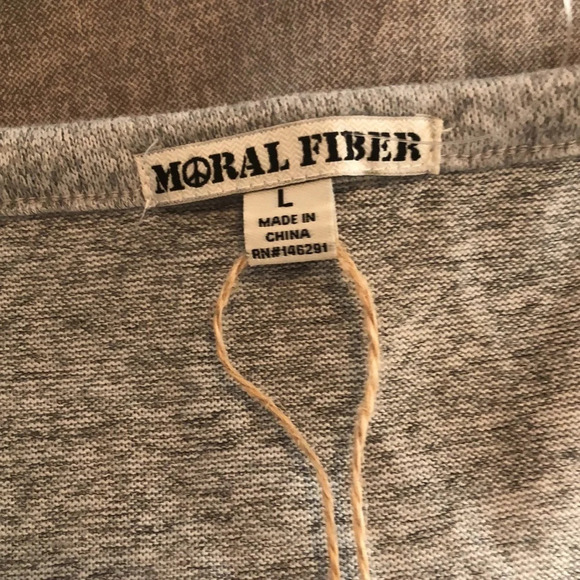 MORAL FIBER
L
MADE IN
CHINA
RN#146291